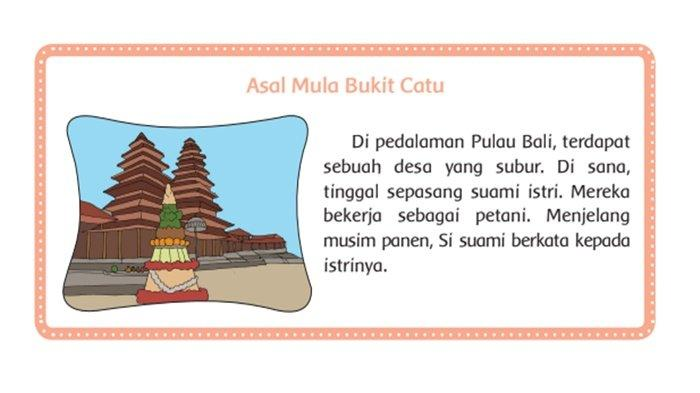 Asal Mula Bukit Catu
Di pedalaman Pulau Bali, terdapat
sebuah desa yang subur. Di sana,
tinggal sepasang suami istri. Mereka
bekerja sebagai petani. Menjelang
musim panen, Si suami berkata kepada
istrinya.